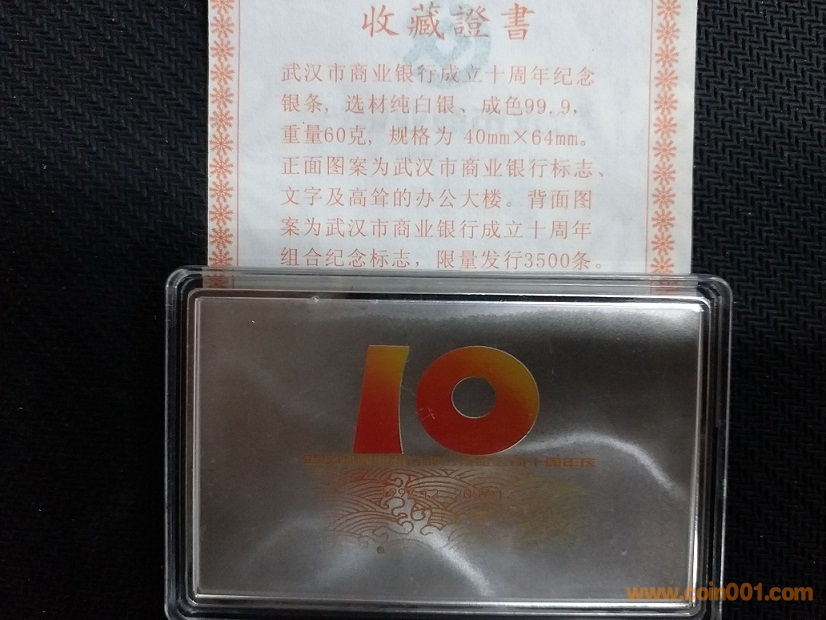 收藏證書
武汉市商业银行成立十周年纪念
银条，选材纯白银、成色99.9，
重量60克，规格为 40mm×64mm。
正面图案为武汉市商业银行标志、
文字及高耸的办公大楼。背面图
案为武汉市商业银行成立十周年
组合纪念标志，限量发行3500条。
10
十周年庆
www.coin001.com